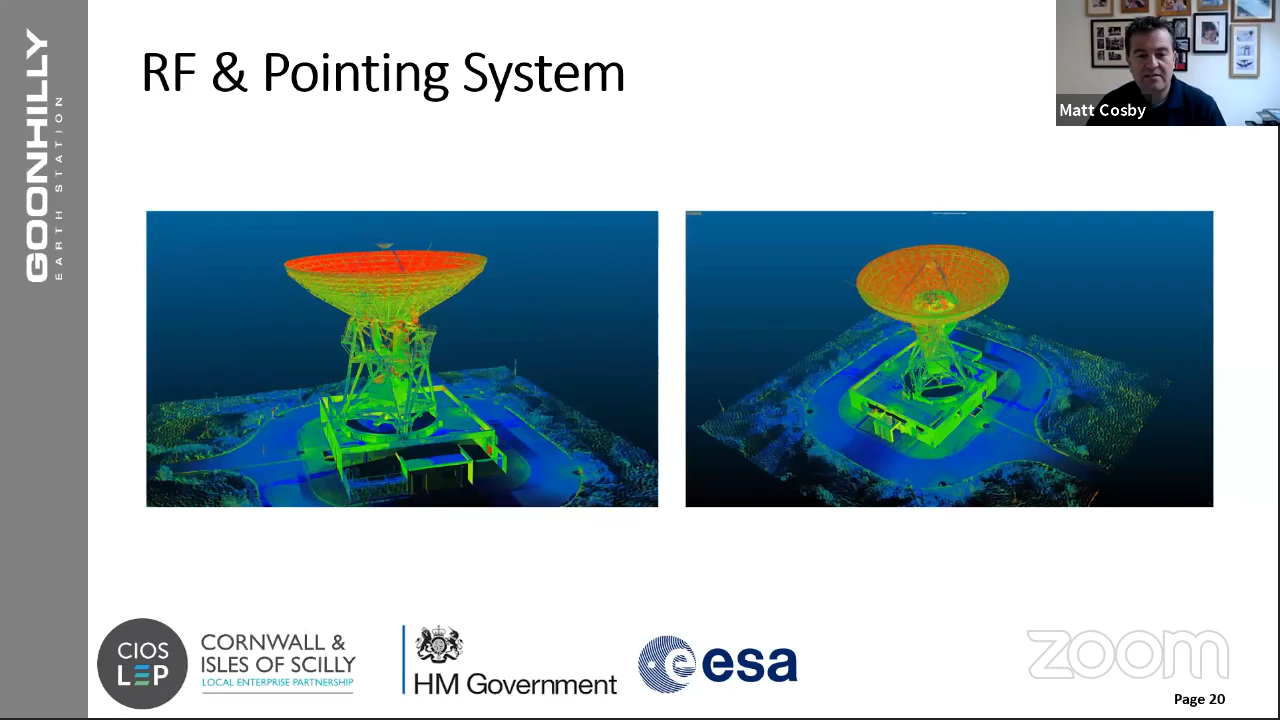 GOONHILLY
EARTH STATION
RF & Pointing System
Matt Cosby
CIOS
LEP
CORNWALL &
ISLES OF SCILLY
LOCAL ENTERPRISE PARTNERSHIP
HM Government
esa
zoom
Page 20